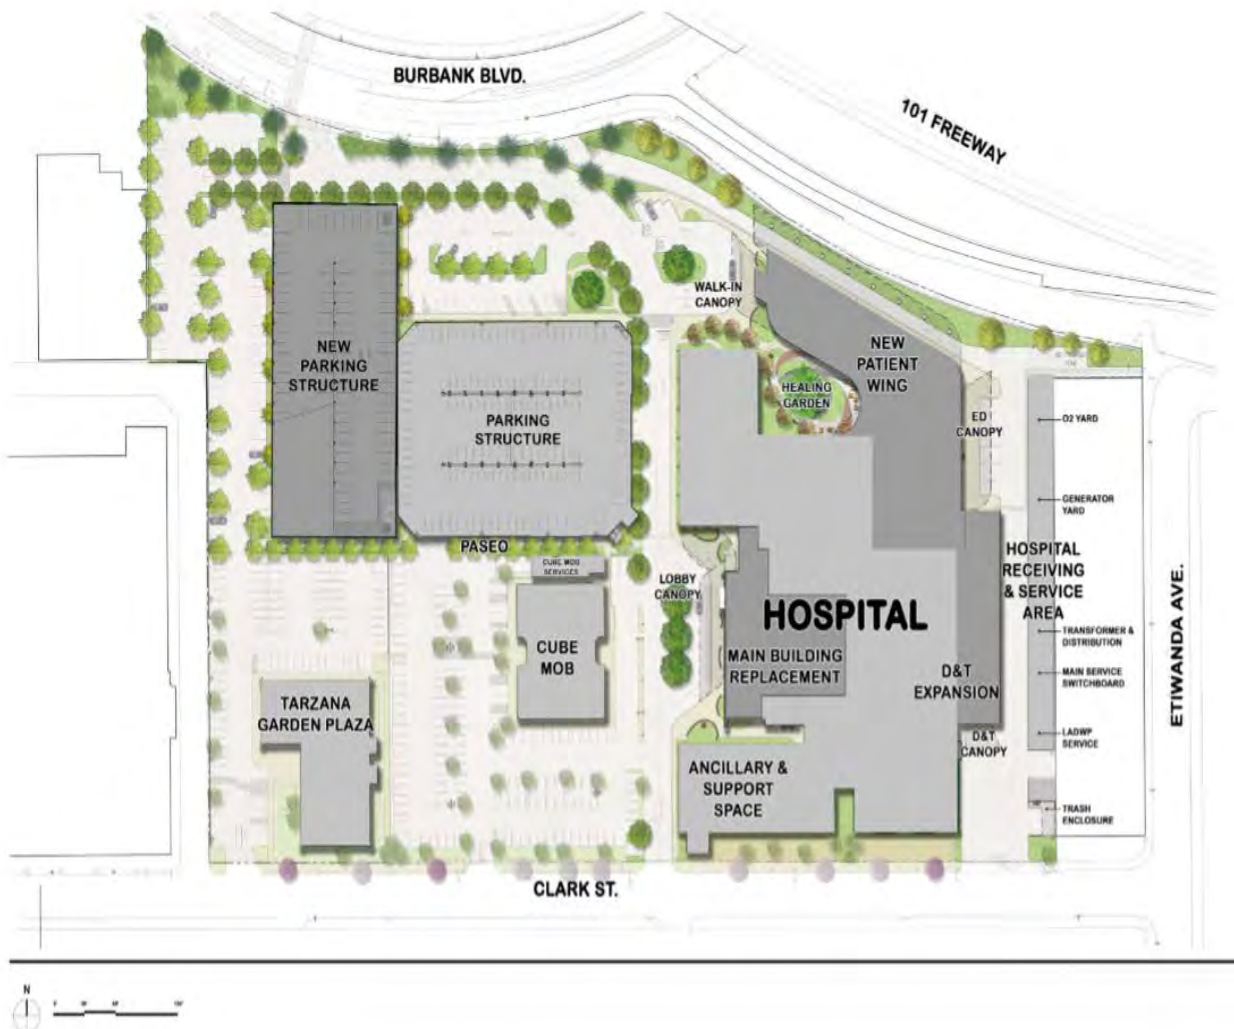 BURBANK BLVD.
101 FREEWAY
WALK-IN
CANOPY
NEW
PARKING
STRUCTURE
NEW
PATIENT
WING
HEALING
GARDEN
PARKING
STRUCTURE
ED
CANOPY
O2 YARD
GENERATOR
YARD
PASEO
CUBE MOB
SERVICES
LOBBY
CANOPY
HOSPITAL
RECEIVING
& SERVICE
AREA
HOSPITAL
CUBE
MOB
MAIN BUILDING
REPLACEMENT
D&T
EXPANSION
TRANSFORMER &
DISTRIBUTION
MAIN SERVICE
SWITCHBOARD
ETIWANDA AVE.
TARZANA
GARDEN PLAZA
LADWP
SERVICE
D&T
CANOPY
ANCILLARY &
SUPPORT
SPACE
TRASH
ENCLOSURE
CLARK ST.
N